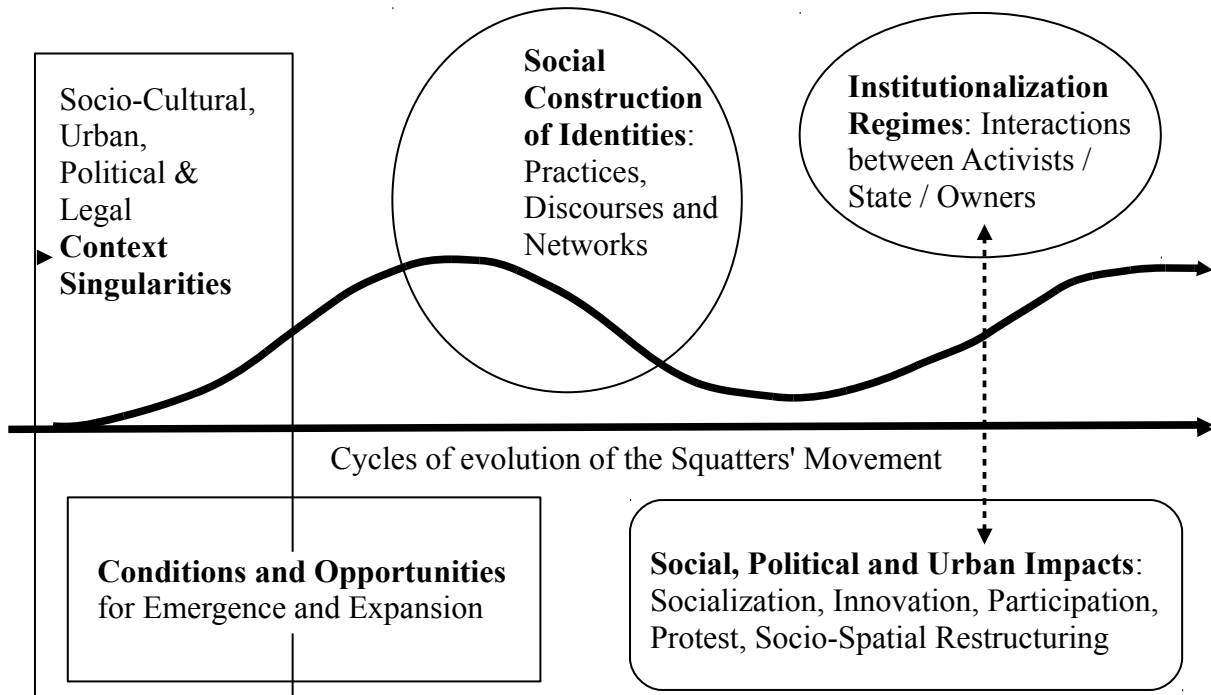 Socio-Cultural,
Urban,
Political &
Legal
Context
Singularities
Social
Construction
of Identities:
Practices,
Discourses and
Networks
Institutionalization
Regimes: Interactions
between Activists /
State / Owners
Cycles of evolution of the Squatters' Movement
Conditions and Opportunities
for Emergence and Expansion
Social, Political and Urban Impacts:
Socialization, Innovation, Participation,
Protest, Socio-Spatial Restructuring